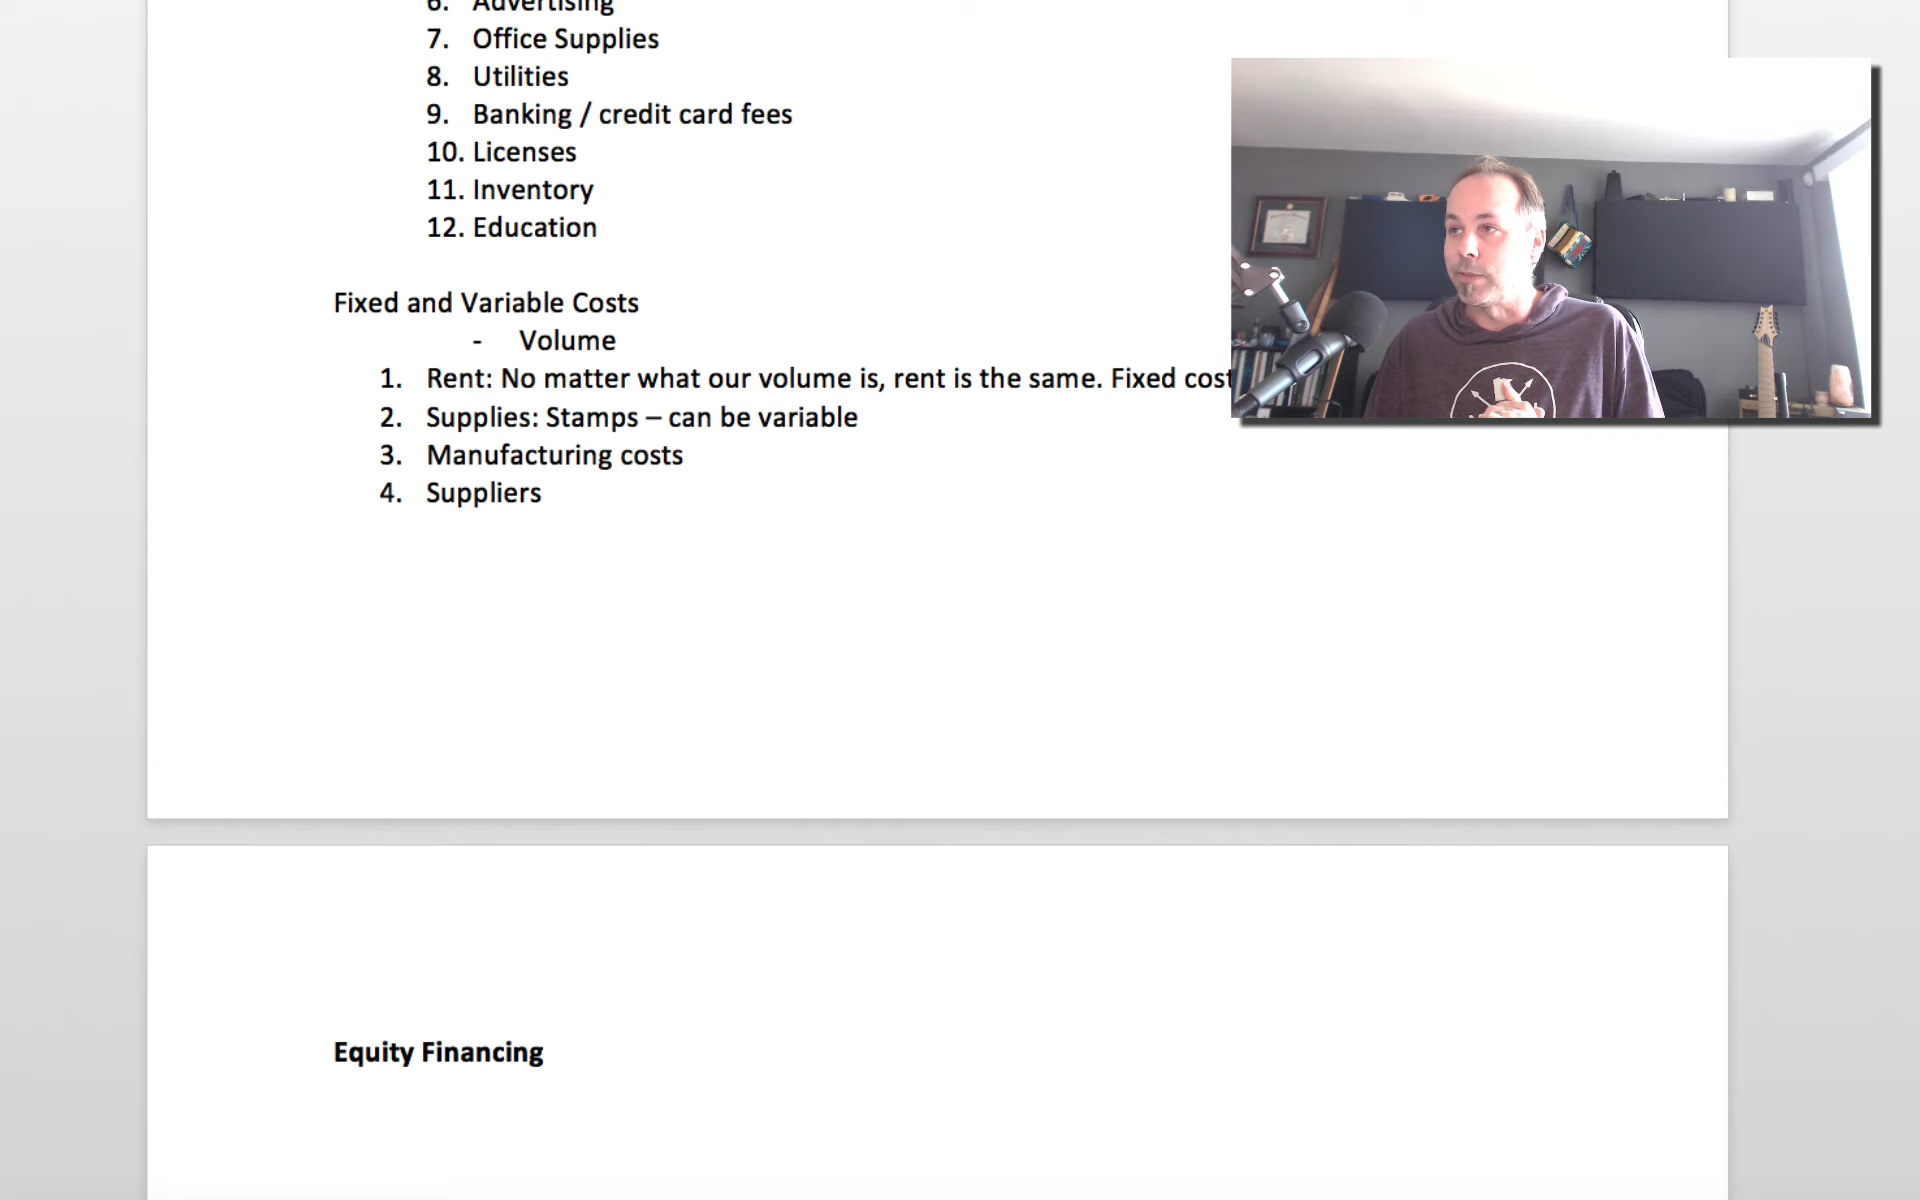 6. Advertising
7. Office Supplies
8. Utilities
9. Banking / credit card fees
10. Licenses
11. Inventory
12. Education
Fixed and Variable Costs
- Volume
1. Rent: No matter what our volume is, rent is the same. Fixed cost
2. Supplies: Stamps – can be variable
3. Manufacturing costs
4. Suppliers
Equity Financing